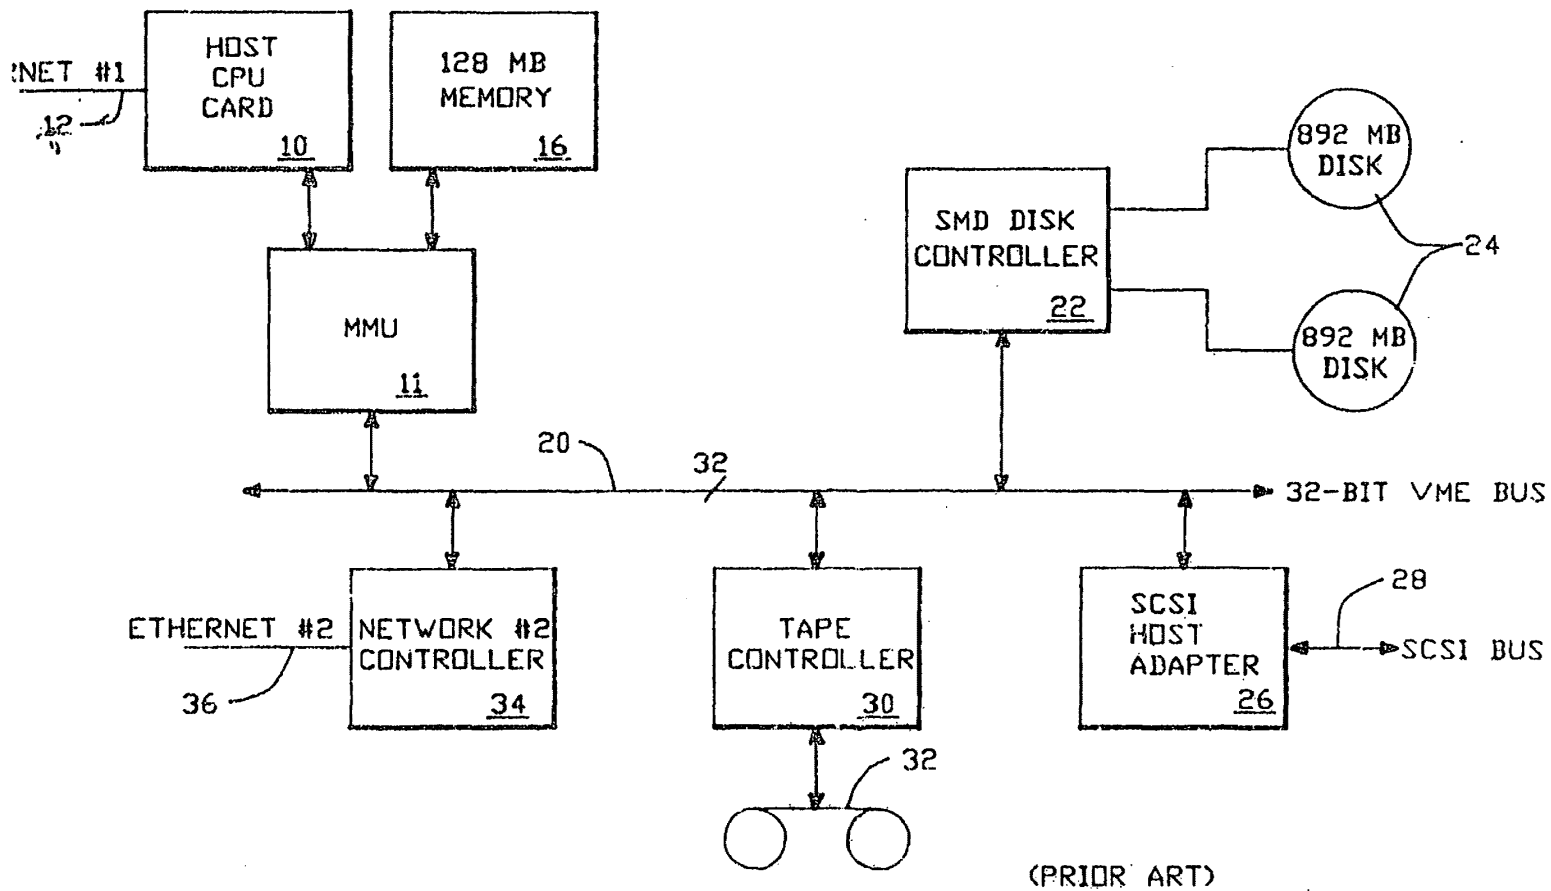 HOST
CPU
CARD
10
128 MB
MEMORY
16
NET #1
12
892 MB
DISK
SMD DISK
CONTROLLER
22
24
892 MB
DISK
MMU
11
20
32
32-BIT VME BUS
ETHERNET #2
36
NETWORK #2
CONTROLLER
34
TAPE
CONTROLLER
30
SCSI
HOST
ADAPTER
26
28
SCSI BUS
32
(PRIOR ART)